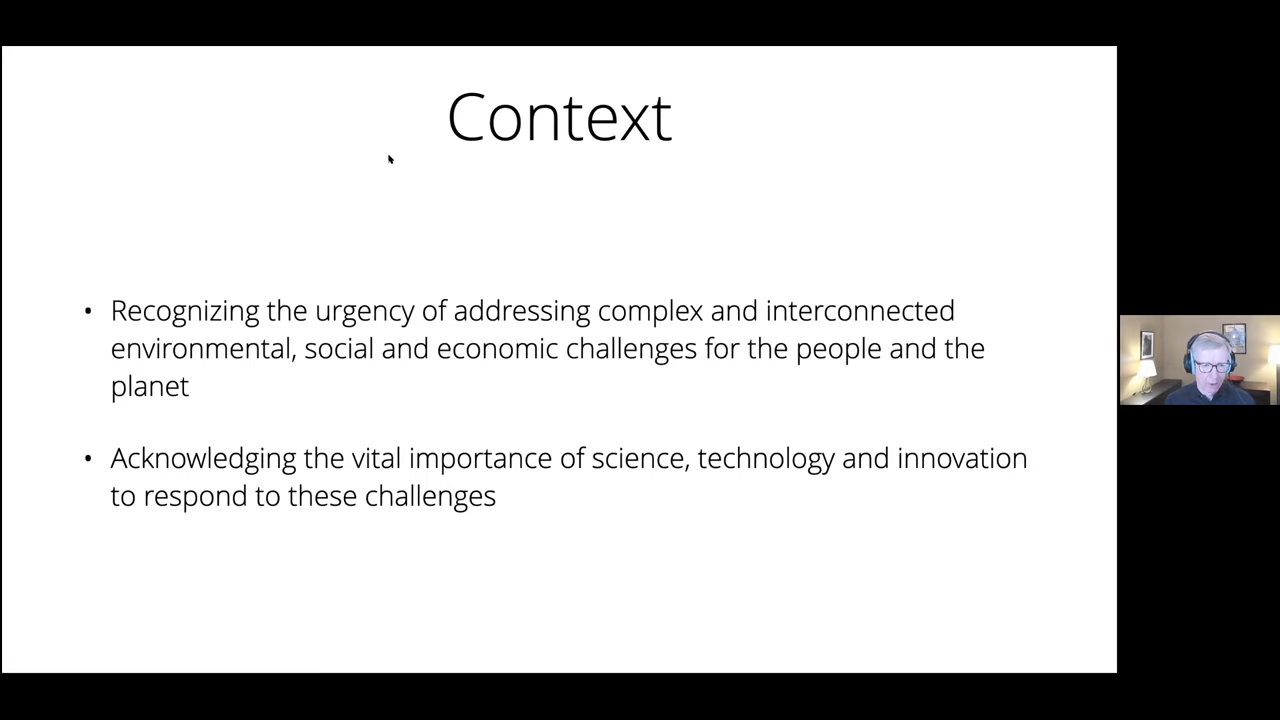 Context
• Recognizing the urgency of addressing complex and interconnected
environmental, social and economic challenges for the people and the
planet
• Acknowledging the vital importance of science, technology and innovation
to respond to these challenges